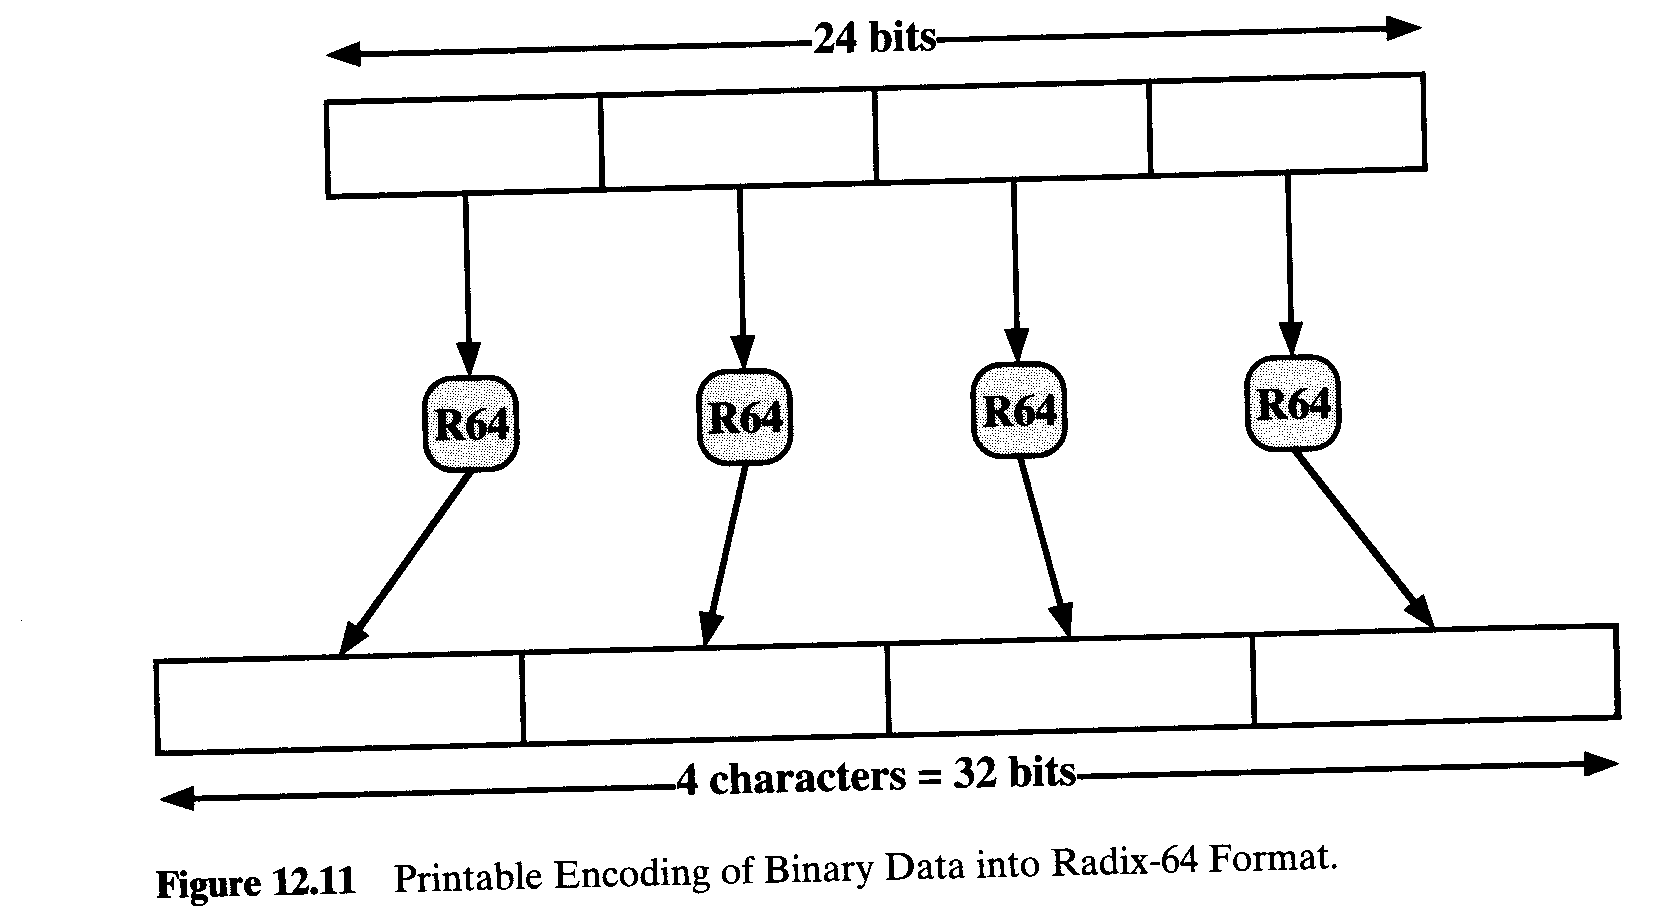 24 bits
R64 R64 R64 R64
4 characters = 32 bits
Figure 12.11 Printable Encoding of Binary Data into Radix-64 Format.